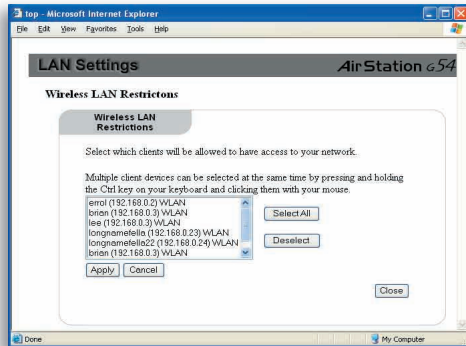 top - Microsoft Internet Explorer
File Edit View Favorites Tools Help
LAN Settings
AirStation G54
Wireless LAN Restrictons
Wireless LAN
Restrictions
Select which clients will be allowed to have access to your network.
Multiple client devices can be selected at the same time by pressing and holding
the Ctrl key on your keyboard and clicking them with your mouse.
errol (192.168.0.2) WLAN
brian (192.168.0.3) WLAN
lee (192.168.0.3) WLAN
longnamefella (192.168.0.23) WLAN
longnamefella22 (192.168.0.24) WLAN
brian (192.168.0.3) WLAN
Select All
Deselect
Apply Cancel
Close
Done
My Computer